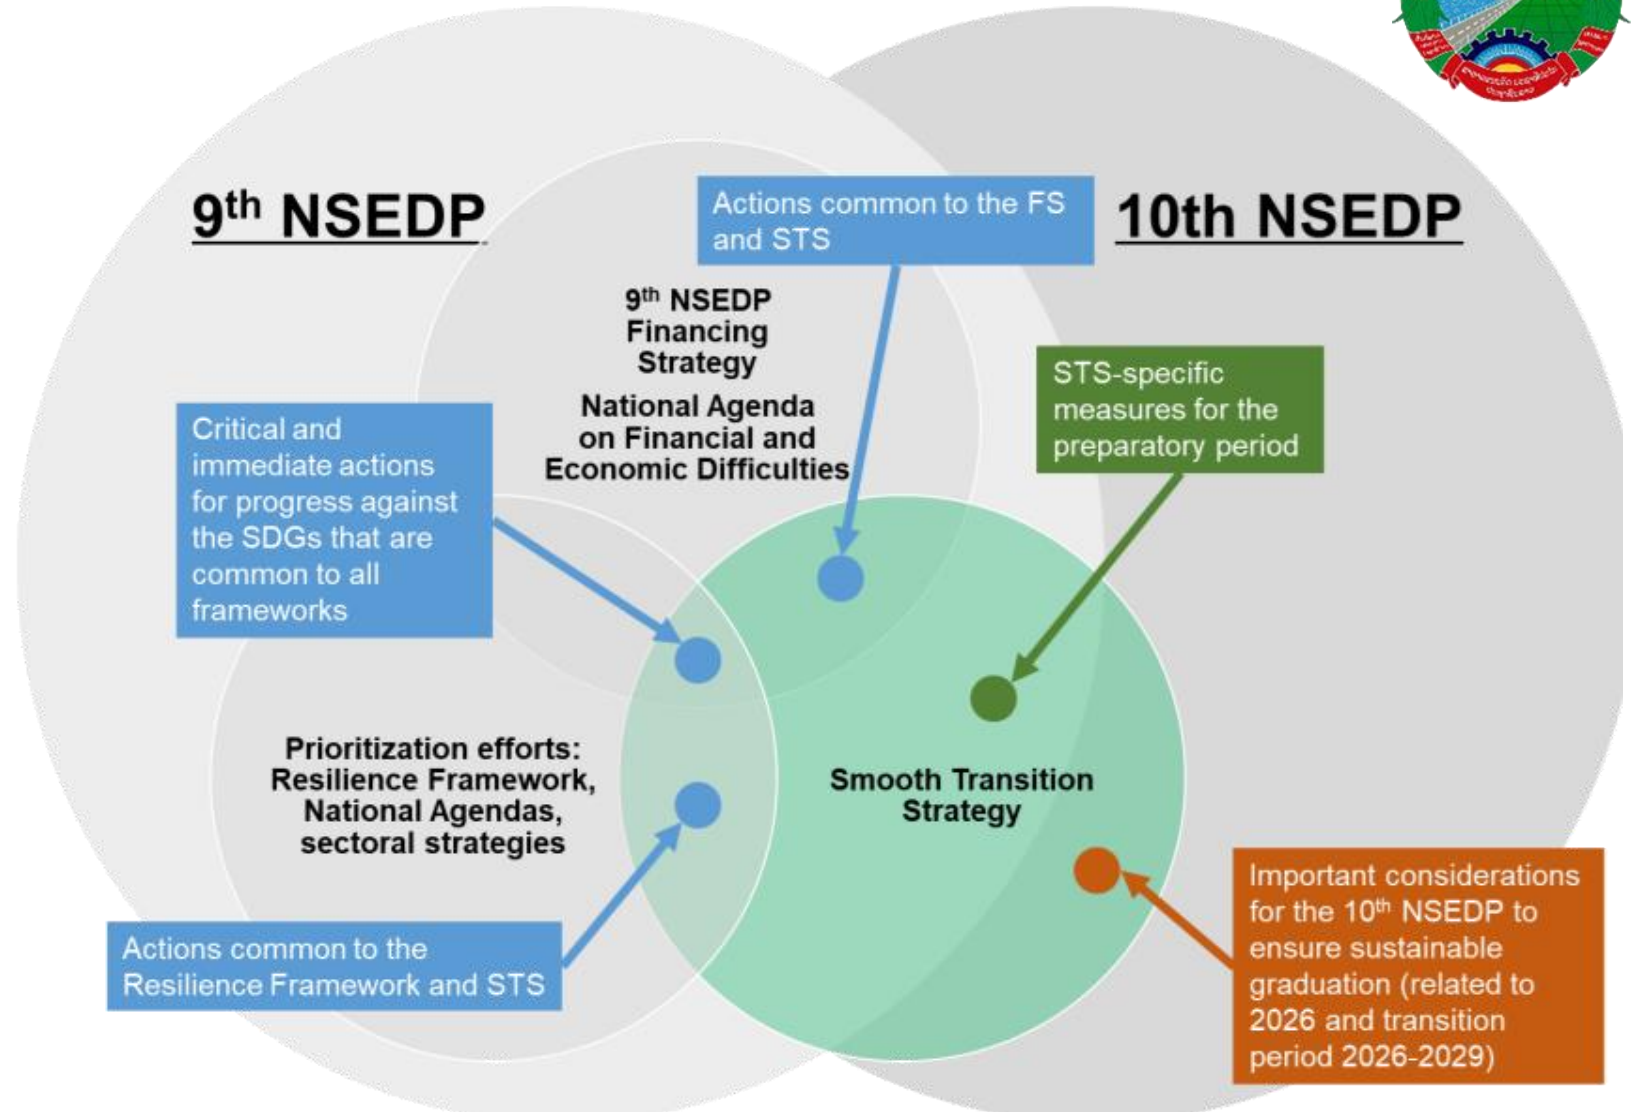 9th NSEDP
10th NSEDP
Actions common to the FS
and STS
9th NSEDP
Financing
Strategy
National Agenda
on Financial and
Economic Difficulties
STS-specific
measures for the
preparatory period
Critical and
immediate actions
for progress against
the SDGs that are
common to all
frameworks
Prioritization efforts:
Resilience Framework,
National Agendas,
sectoral strategies
Smooth Transition
Strategy
Actions common to the
Resilience Framework and STS
Important considerations
for the 10th NSEDP to
ensure sustainable
graduation (related to
2026 and transition
period 2026-2029)